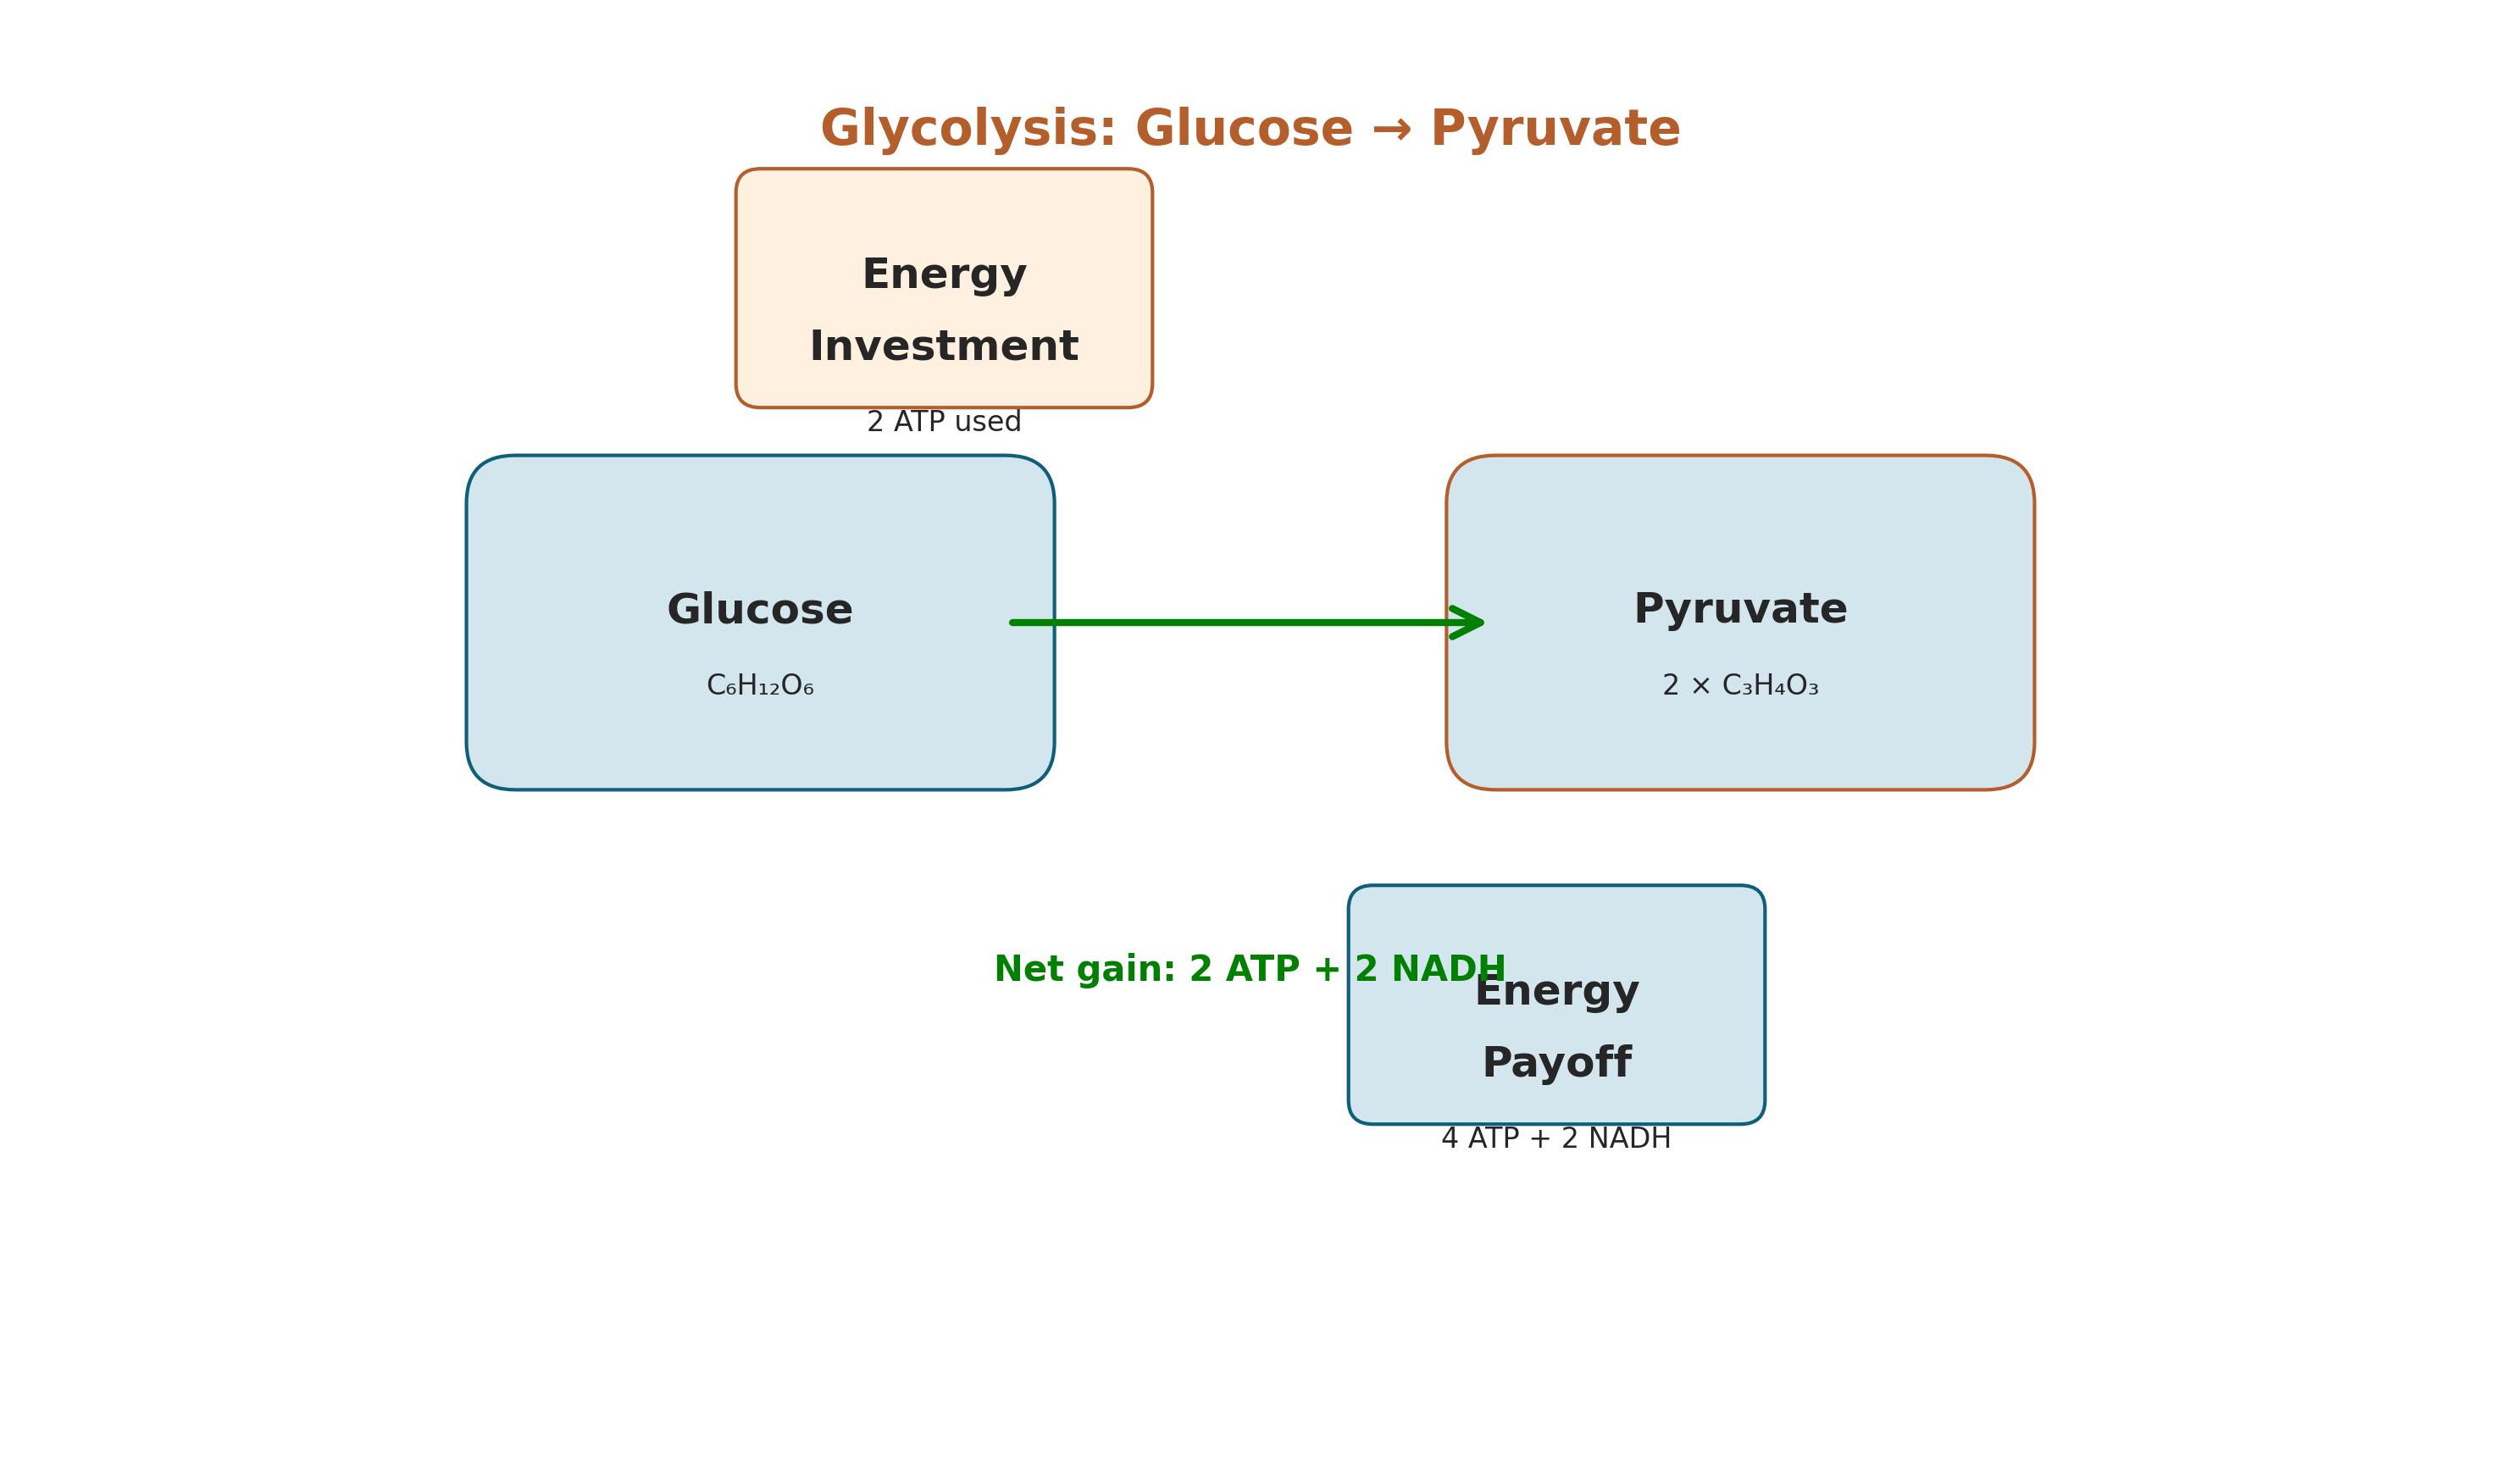 Glycolysis: Glucose → Pyruvate
Energy
Investment
2 ATP used
Glucose
C₆H₁₂O₆
Pyruvate
2 × C₃H₄O₃
Net gain: 2 ATP + 2 NADH
Energy
Payoff
4 ATP + 2 NADH